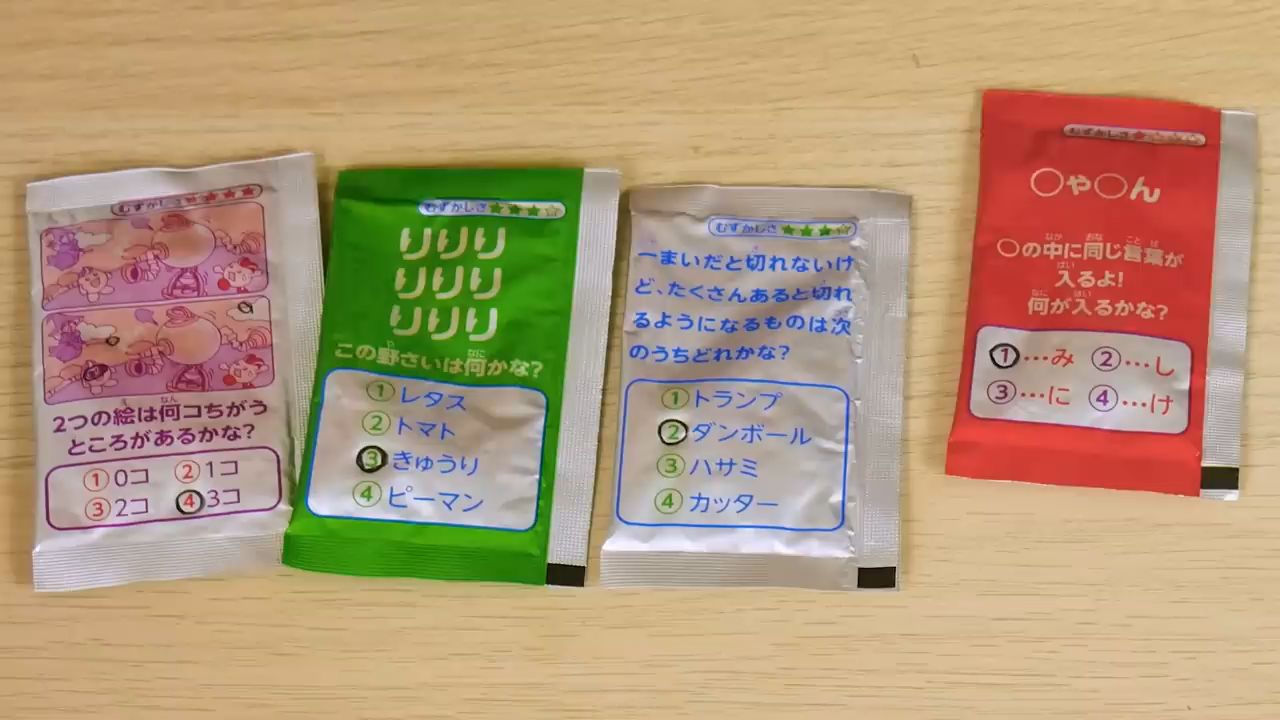 むずかしさ★★★★
2つの絵は何コちがう
ところがあるかな?
①0コ ②1コ
③2コ ④3コ
むずかしさ★★★☆
りりり
りりり
りりり
この野さいは何かな?
①レタス
②トマト
③きゅうり
④ピーマン
むずかしさ★★★☆
一まいだと切れないけ
ど、たくさんあると切れ
るようになるものは次
のうちどれかな?
①トランプ
②ダンボール
③ハサミ
④カッター
むずかしさ★☆☆☆
○ゃ○ん
○の中に同じ言葉が
入るよ!
何が入るかな?
①…み ②…し
③…に ④…け